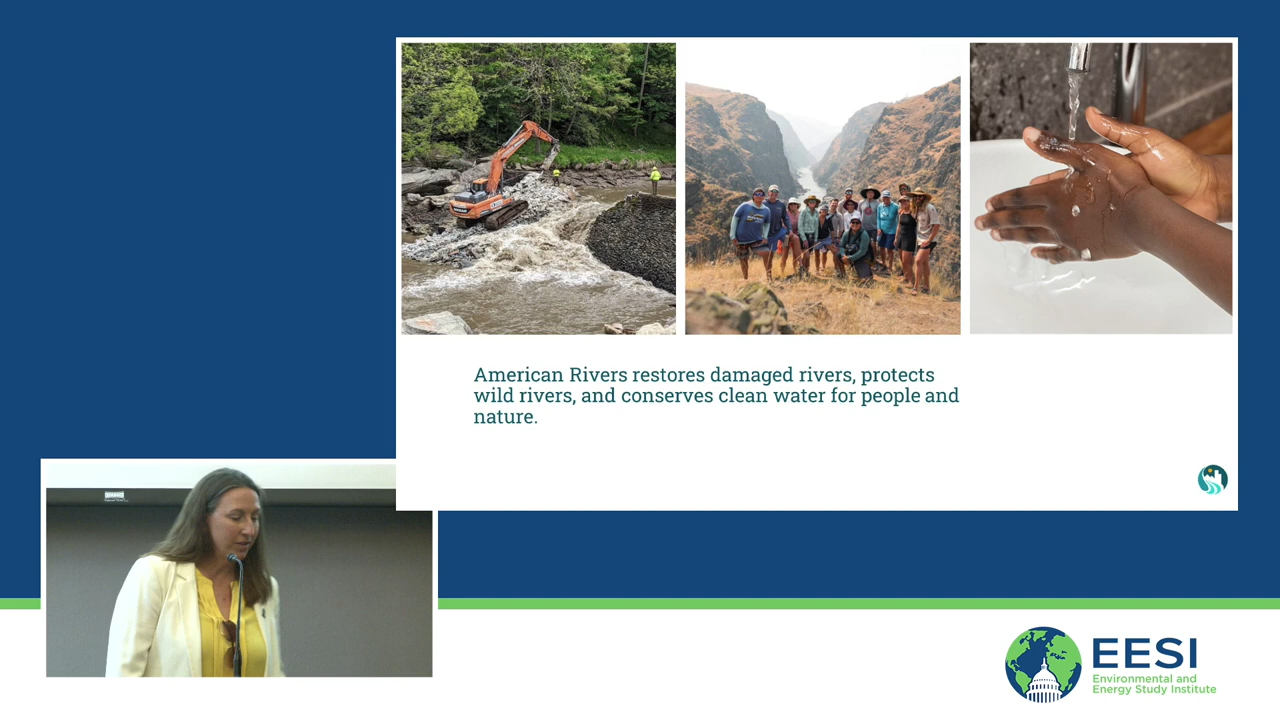 American Rivers restores damaged rivers, protects
wild rivers, and conserves clean water for people and
nature.
EESI
Environmental and
Energy Study Institute